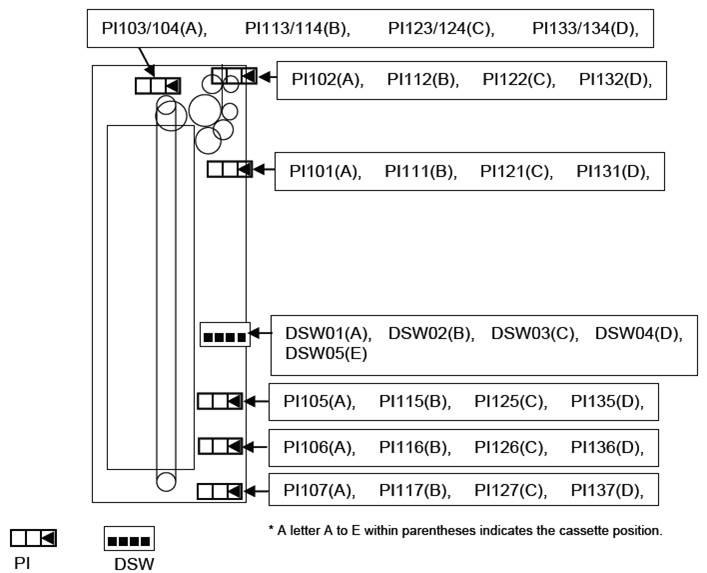 PI103/104(A), PI113/114(B), PI123/124(C), PI133/134(D),
PI102(A), PI112(B), PI122(C), PI132(D),
PI101(A), PI111(B), PI121(C), PI131(D),
DSW01(A), DSW02(B), DSW03(C), DSW04(D),
DSW05(E)
PI105(A), PI115(B), PI125(C), PI135(D),
PI106(A), PI116(B), PI126(C), PI136(D),
PI107(A), PI117(B), PI127(C), PI137(D),
* A letter A to E within parentheses indicates the cassette position.
PI DSW